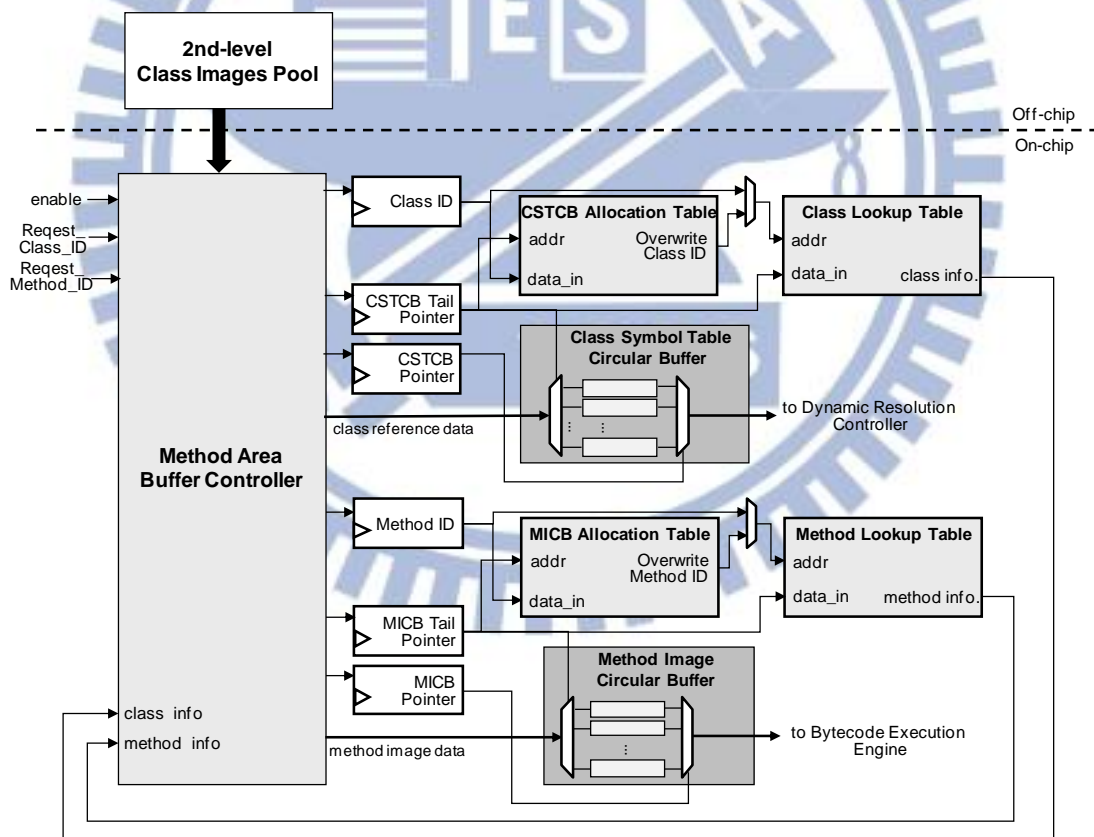 2nd-level
Class Images Pool
Off-chip
On-chip
enable
Reqest_
Class_ID
Reqest_
Method_ID
Method Area
Buffer Controller
class info
method info
Class ID
CSTCB Tail
Pointer
CSTCB
Pointer
class reference data
CSTCB Allocation Table
addr
Overwrite
Class ID
data_in
Class Lookup Table
addr
data_in
class info.
Class Symbol Table
Circular Buffer
to Dynamic Resolution
Controller
Method ID
MICB Tail
Pointer
MICB
Pointer
method image data
MICB Allocation Table
addr
Overwrite
Method ID
data_in
Method Lookup Table
addr
data_in
method info.
Method Image
Circular Buffer
to Bytecode Execution
Engine
E S A